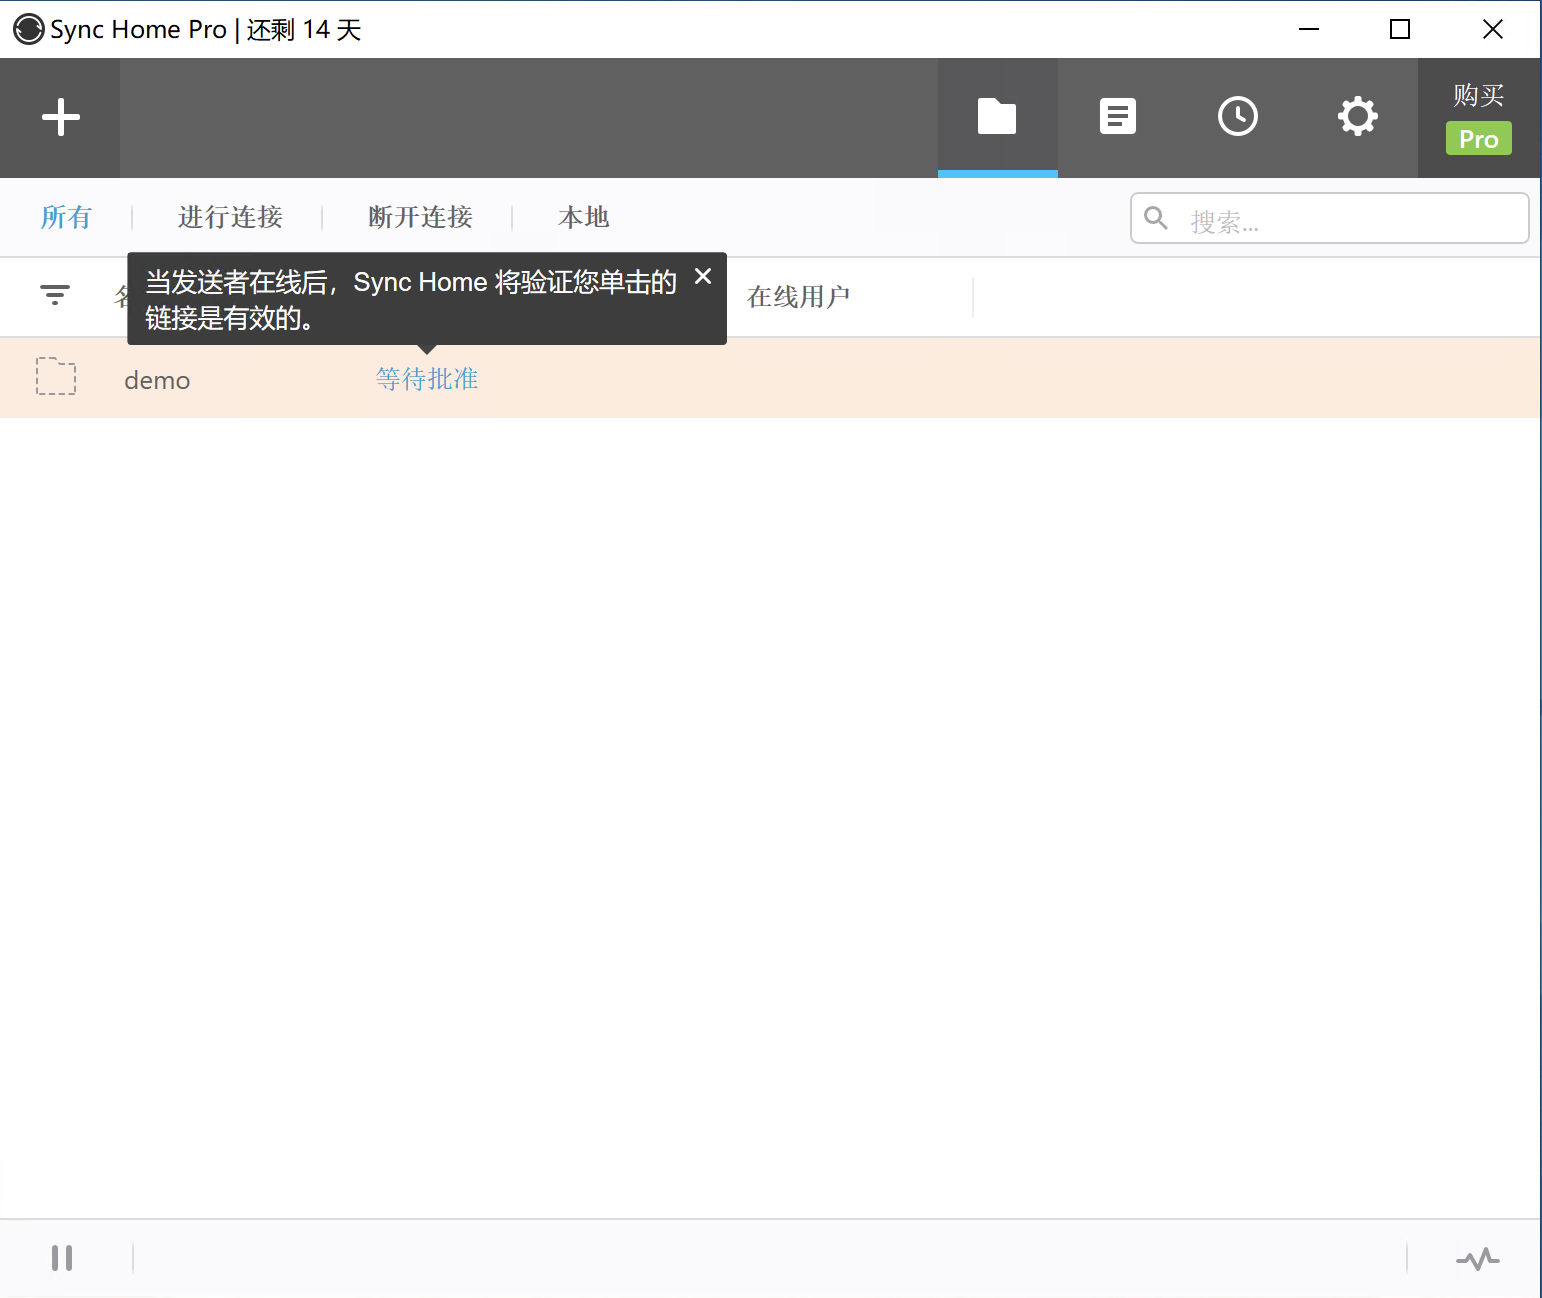 Sync Home Pro | 还剩 14 天
购买
Pro
所有
进行连接
断开连接
本地
搜索...
当发送者在线后，Sync Home 将验证您单击的
链接是有效的。
在线用户
demo
等待批准